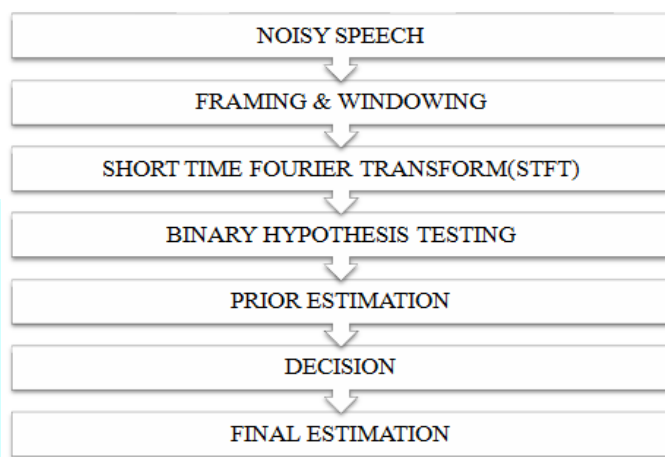 NOISY SPEECH
FRAMING & WINDOWING
SHORT TIME FOURIER TRANSFORM(STFT)
BINARY HYPOTHESIS TESTING
PRIOR ESTIMATION
DECISION
FINAL ESTIMATION